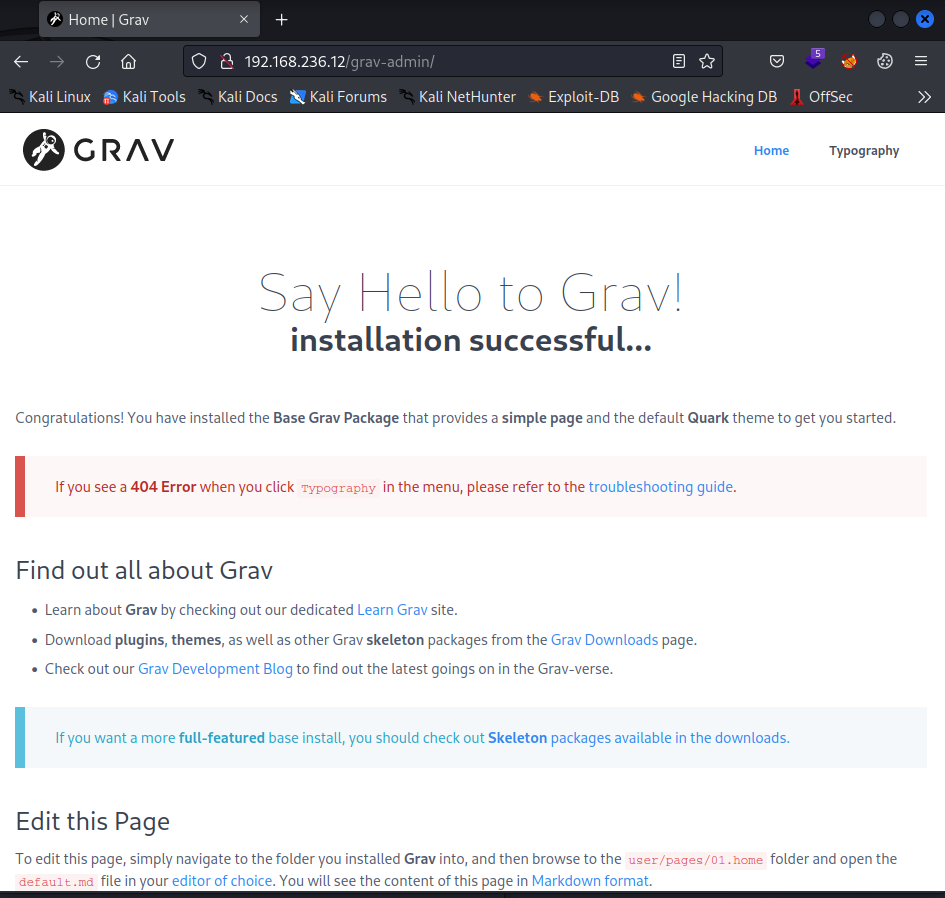 Home | Grav
192.168.236.12/grav-admin/
5
Kali Linux Kali Tools Kali Docs Kali Forums Kali NetHunter Exploit-DB Google Hacking DB OffSec
GRAV
Home Typography
Say Hello to Grav!
installation successful...
Congratulations! You have installed the Base Grav Package that provides a simple page and the default Quark theme to get you started.
If you see a 404 Error when you click Typography in the menu, please refer to the troubleshooting guide.
Find out all about Grav
• Learn about Grav by checking out our dedicated Learn Grav site.
• Download plugins, themes, as well as other Grav skeleton packages from the Grav Downloads page.
• Check out our Grav Development Blog to find out the latest goings on in the Grav-verse.
If you want a more full-featured base install, you should check out Skeleton packages available in the downloads.
Edit this Page
To edit this page, simply navigate to the folder you installed Grav into, and then browse to the user/pages/01.home folder and open the
default.md file in your editor of choice. You will see the content of this page in Markdown format.